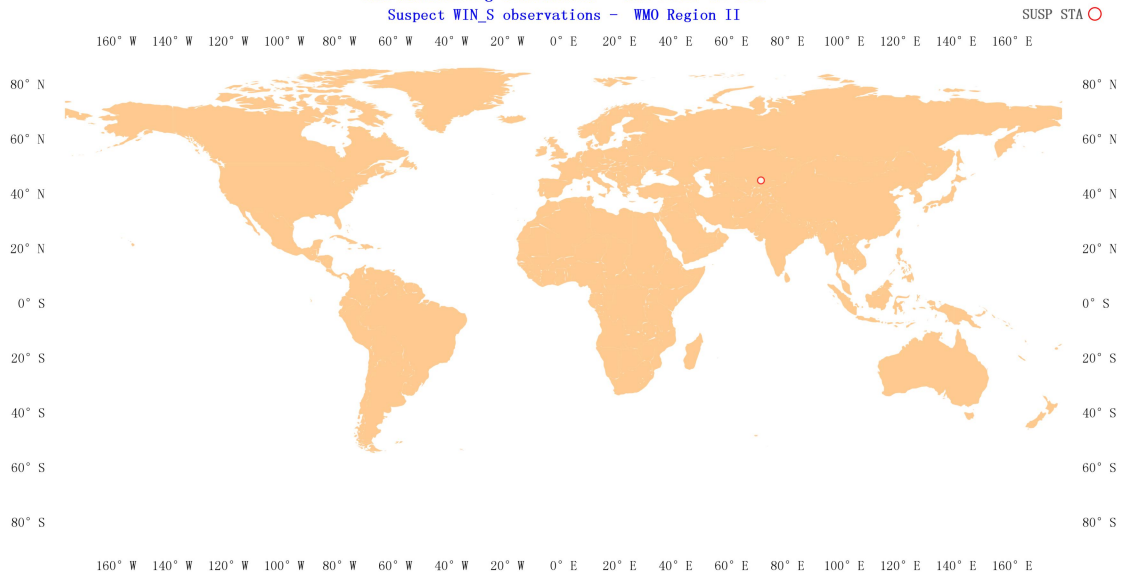 Suspect WIN_S observations - WMO Region II
SUSP STA
160° W 140° W 120° W 100° W 80° W 60° W 40° W 20° W 0° E 20° E 40° E 60° E 80° E 100° E 120° E 140° E 160° E
80° N 80° N
60° N 60° N
40° N 40° N
20° N 20° N
0° S 0° S
20° S 20° S
40° S 40° S
60° S 60° S
80° S 80° S
160° W 140° W 120° W 100° W 80° W 60° W 40° W 20° W 0° E 20° E 40° E 60° E 80° E 100° E 120° E 140° E 160° E